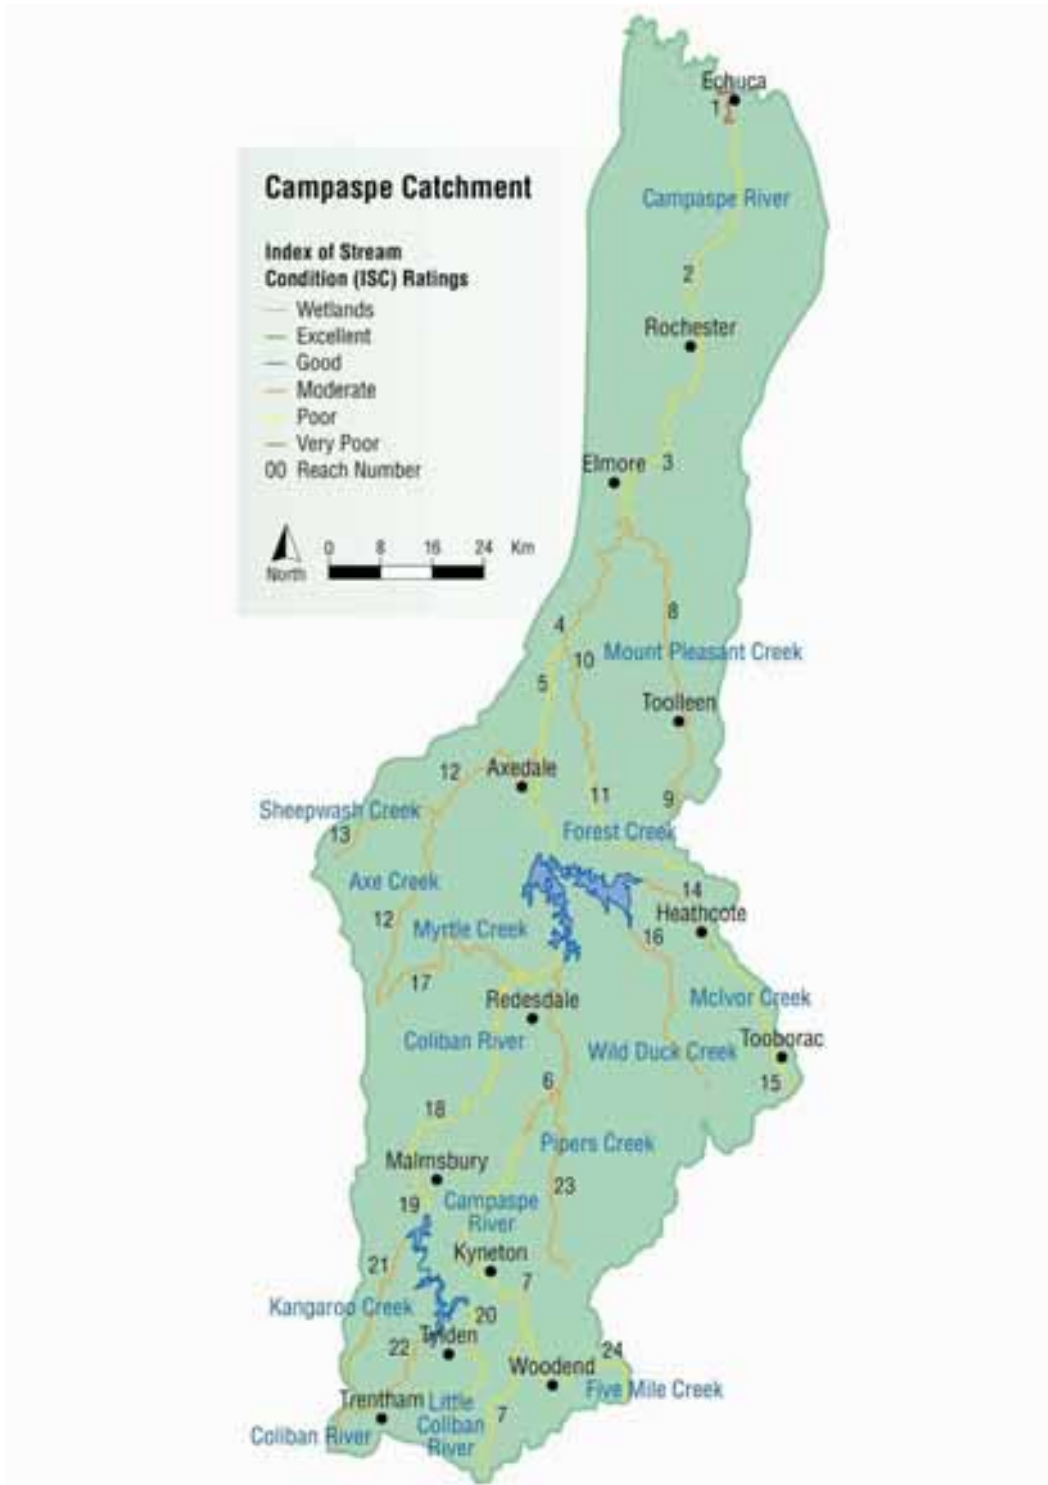 Echuca
1
Campaspe River
Campaspe Catchment
Index of Stream
Condition (ISC) Ratings
Wetlands
Excellent
Good
Moderate
Poor
Very Poor
00 Reach Number
2
Rochester
Elmore
3
0 8 16 24 Km
North
4
8
10
Mount Pleasant Creek
5
Toolleen
12
Axedale
11
9
Sheepwash Creek
13
Forest Creek
Axe Creek
14
Heathcote
12
Myrtle Creek
16
17
Redesdale
McIvor Creek
Coliban River
Wild Duck Creek
Tooborac
6
15
18
Pipers Creek
Malmsbury
23
19
Campaspe
River
Kyneton
21
7
Kangaroo Creek
20
Tylden
22
24
Woodend
Five Mile Creek
Trentham
Little
Coliban
River
7
Coliban River